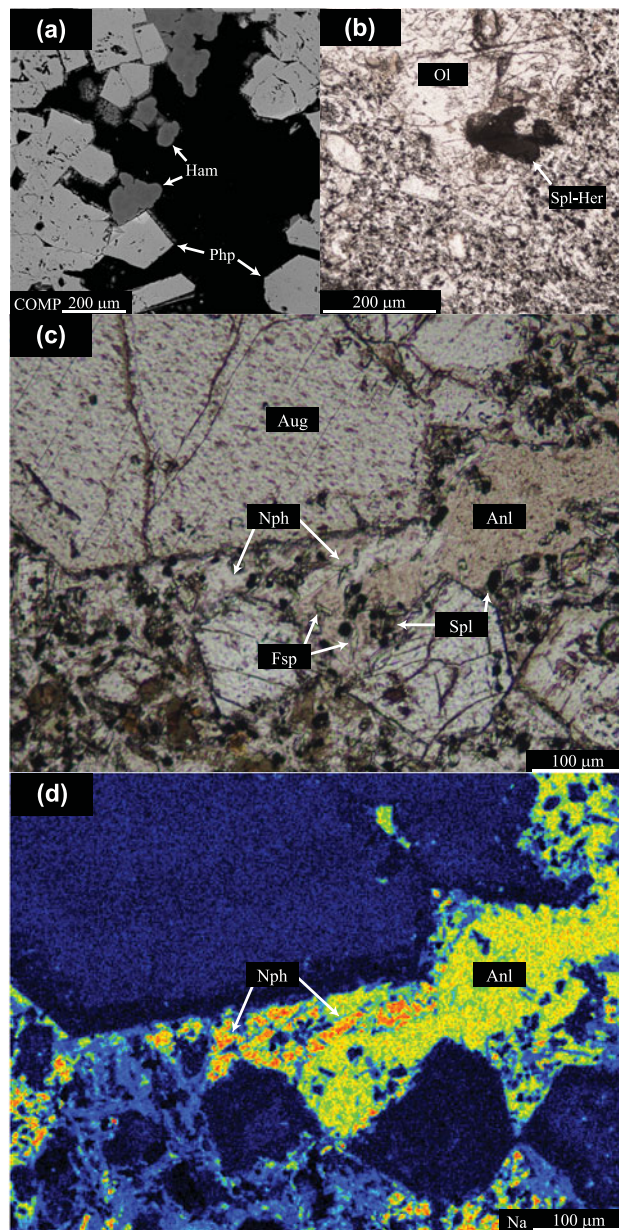 (a)
Ham
Php
COMP 200 μm
(b)
Ol
Spl-Her
200 μm
(c)
Aug
Nph
Anl
Spl
Fsp
100 μm
(d)
Nph
Anl
Na 100 μm